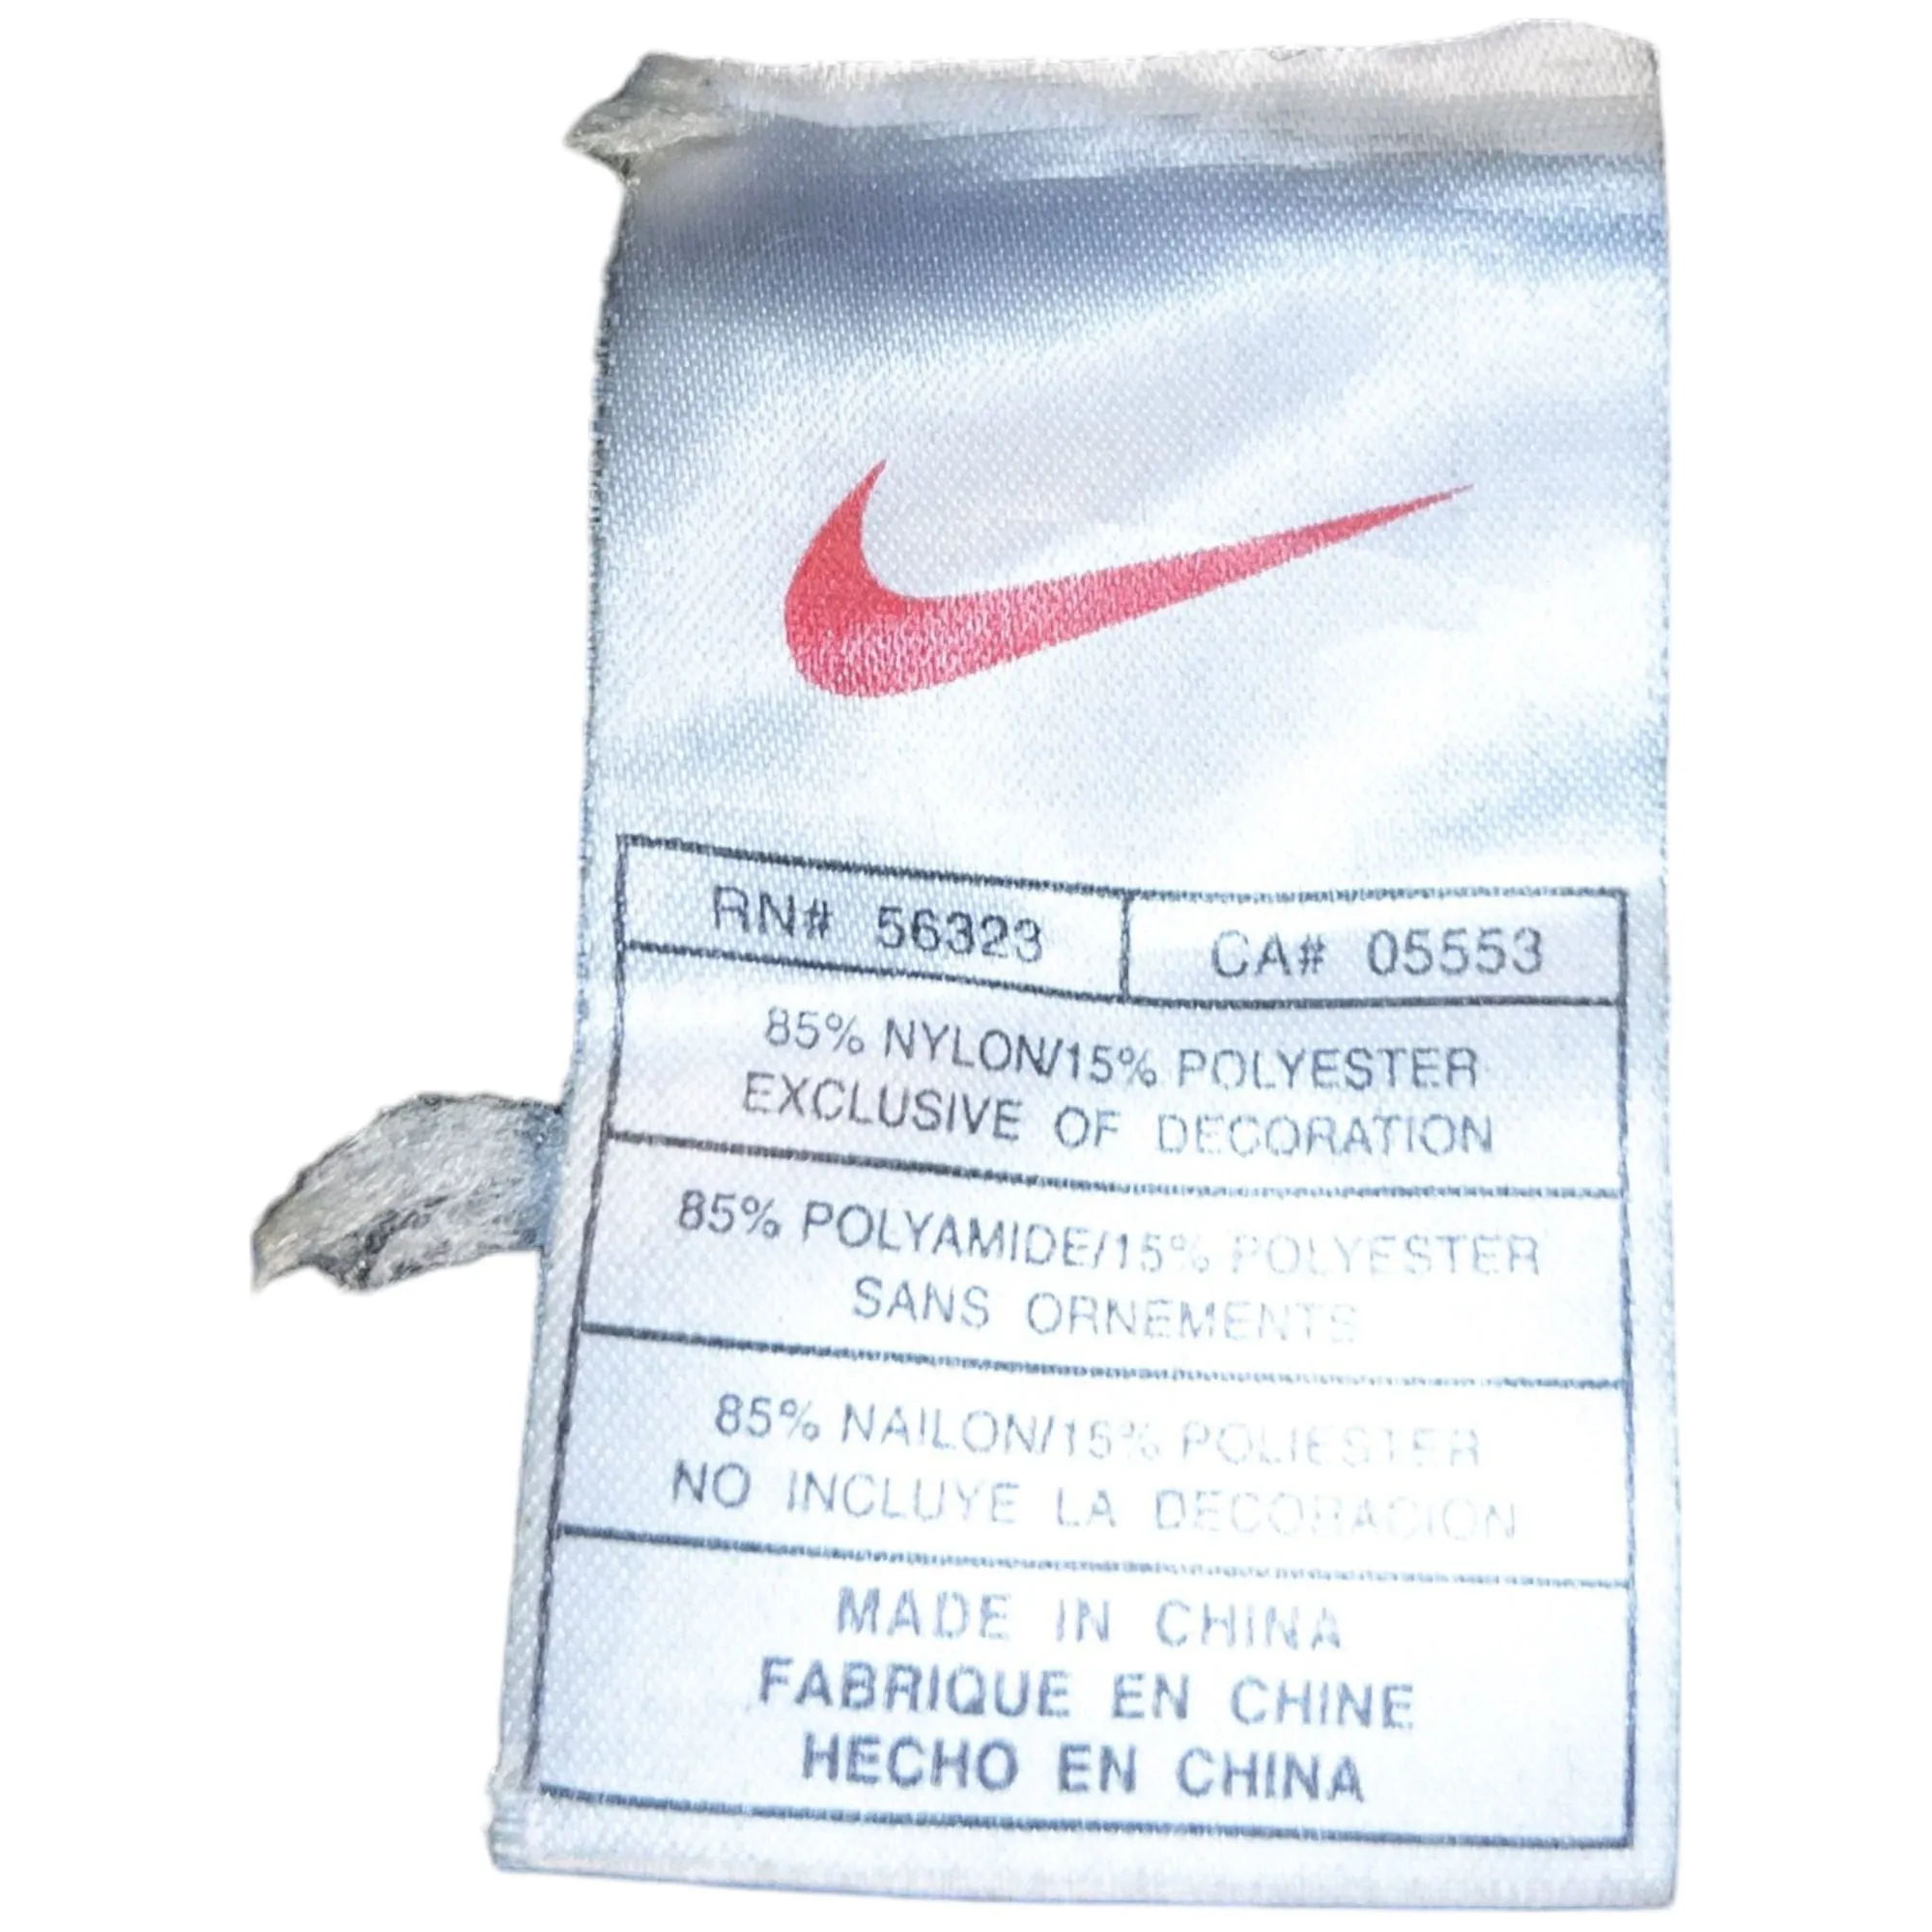 RN# 56323 CA# 05553
85% NYLON/15% POLYESTER
EXCLUSIVE OF DECORATION
85% POLYAMIDE/15% POLYESTER
SANS ORNEMENTS
85% NAILON/15% POLIESTER
NO INCLUYE LA DECORACION
MADE IN CHINA
FABRIQUE EN CHINE
HECHO EN CHINA